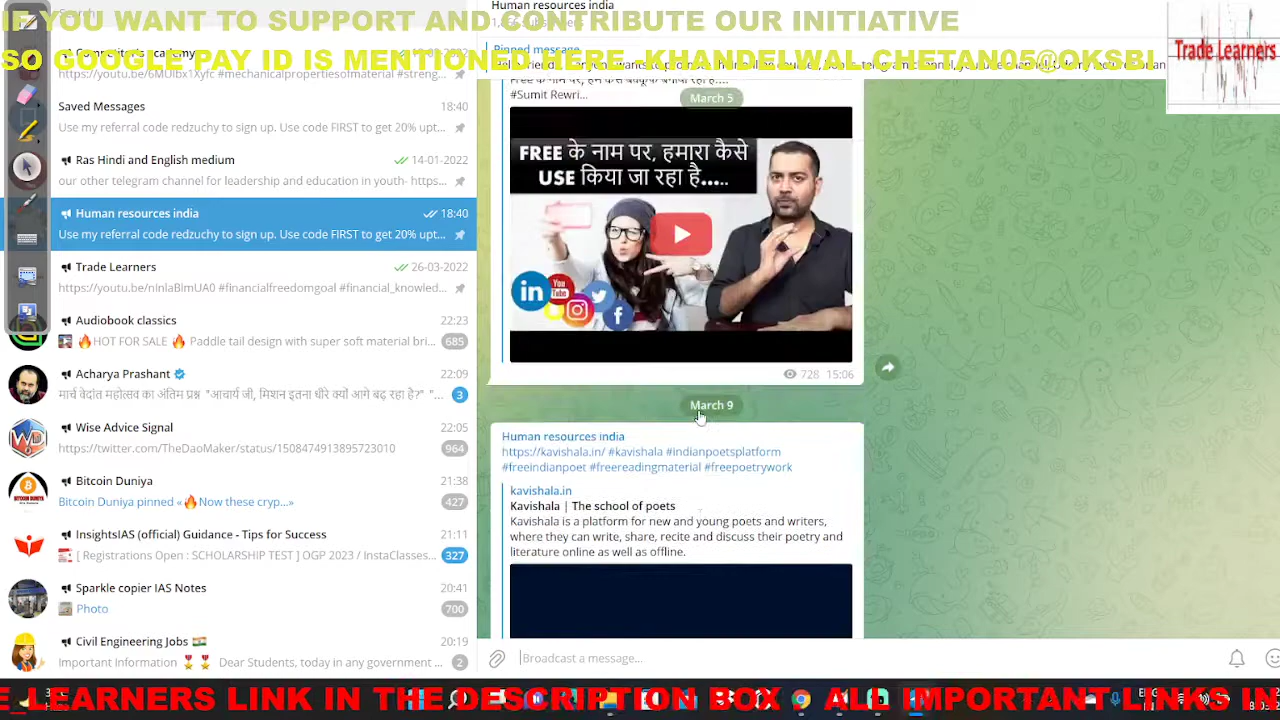 IF YOU WANT TO SUPPORT AND CONTRIBUTE OUR INITIATIVE
SO GOOGLE PAY ID IS MENTIONED HERE. KHANDELWAL.CHETAN05@OKSBI
Trade Learners
https://youtu.be/6MUIbx1Xyfc #mechanicalpropertiesofmaterial #streng...
Saved Messages 18:40
Use my referral code redzuchy to sign up. Use code FIRST to get 20% upt...
Ras Hindi and English medium 14-01-2022
our other telegram channel for leadership and education in youth- https...
Human resources india 18:40
Use my referral code redzuchy to sign up. Use code FIRST to get 20% upt...
Trade Learners 26-03-2022
https://youtu.be/nInlaBimUA0 #financialfreedomgoal #financial_knowled...
Audiobook classics 22:23
🔥HOT FOR SALE 🔥 Paddle tail design with super soft material bri... 685
Acharya Prashant 22:09
मार्च वेदांत महोत्सव का अंतिम प्रश्न "आचार्य जी, मिशन इतना धीरे क्यों आगे बढ़ रहा है?" "... 3
Wise Advice Signal 22:05
https://twitter.com/TheDaoMaker/status/1508474913895723010 964
Bitcoin Duniya 21:38
Bitcoin Duniya pinned «🔥Now these cryp...» 427
InsightsIAS (official) Guidance - Tips for Success 21:11
[ Registrations Open : SCHOLARSHIP TEST ] OGP 2023 / InstaClasses... 327
Sparkle copier IAS Notes 20:41
Photo 700
Civil Engineering Jobs 🇮🇳 20:19
Important Information 🎖️ 🎖️ Dear Students, today in any government ... 2
Human resources india
Pinned message
#Sumit Rewri...
March 5
FREE के नाम पर, हमारा कैसे
USE किया जा रहा है.....
728 15:06
March 9
Human resources india
https://kavishala.in/ #kavishala #indianpoetsplatform
#freeindianpoet #freereadingmaterial #freepoetrywork
kavishala.in
Kavishala | The school of poets
Kavishala is a platform for new and young poets and writers,
where they can write, share, recite and discuss their poetry and
literature online as well as offline.
Broadcast a message...
E_LEARNERS LINK IN THE DESCRIPTION BOX , ALL IMPORTANT LINKS IN